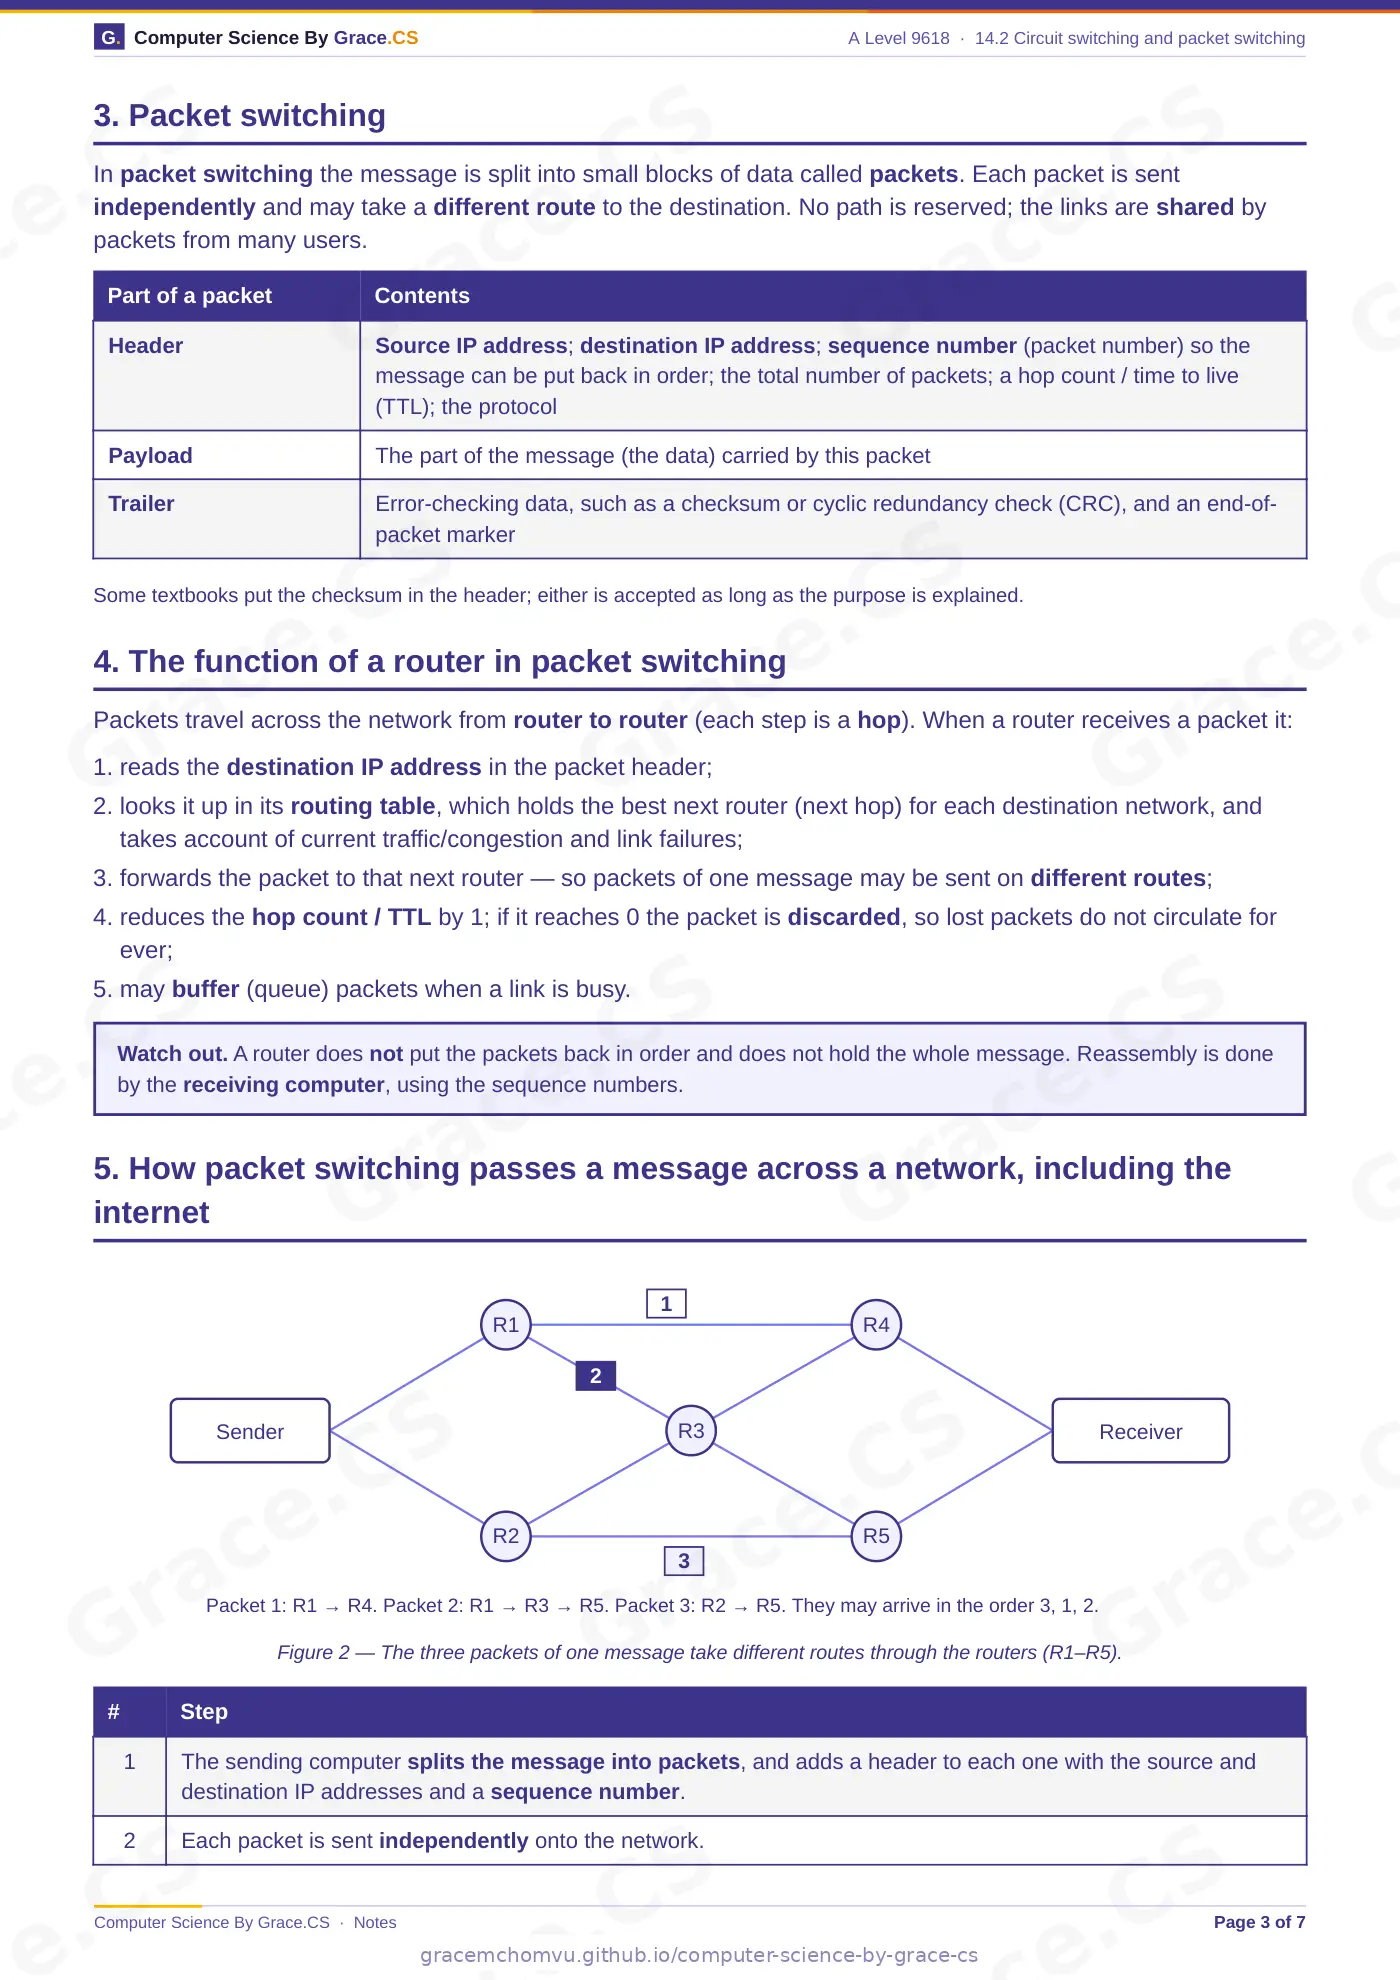 G. Computer Science By Grace.CS
A Level 9618 · 14.2 Circuit switching and packet switching
3. Packet switching
In packet switching the message is split into small blocks of data called packets. Each packet is sent
independently and may take a different route to the destination. No path is reserved; the links are shared by
packets from many users.
Part of a packet Contents
Header Source IP address; destination IP address; sequence number (packet number) so the
message can be put back in order; the total number of packets; a hop count / time to live
(TTL); the protocol
Payload The part of the message (the data) carried by this packet
Trailer Error-checking data, such as a checksum or cyclic redundancy check (CRC), and an end-of-
packet marker
Some textbooks put the checksum in the header; either is accepted as long as the purpose is explained.
4. The function of a router in packet switching
Packets travel across the network from router to router (each step is a hop). When a router receives a packet it:
1. reads the destination IP address in the packet header;
2. looks it up in its routing table, which holds the best next router (next hop) for each destination network, and
takes account of current traffic/congestion and link failures;
3. forwards the packet to that next router — so packets of one message may be sent on different routes;
4. reduces the hop count / TTL by 1; if it reaches 0 the packet is discarded, so lost packets do not circulate for
ever;
5. may buffer (queue) packets when a link is busy.
Watch out. A router does not put the packets back in order and does not hold the whole message. Reassembly is done
by the receiving computer, using the sequence numbers.
5. How packet switching passes a message across a network, including the
internet
1
R1 R4
2
Sender R3 Receiver
R2 R5
3
Packet 1: R1 → R4. Packet 2: R1 → R3 → R5. Packet 3: R2 → R5. They may arrive in the order 3, 1, 2.
Figure 2 — The three packets of one message take different routes through the routers (R1–R5).
# Step
1 The sending computer splits the message into packets, and adds a header to each one with the source and
destination IP addresses and a sequence number.
2 Each packet is sent independently onto the network.
Computer Science By Grace.CS · Notes
Page 3 of 7
gracemchomvu.github.io/computer-science-by-grace-cs